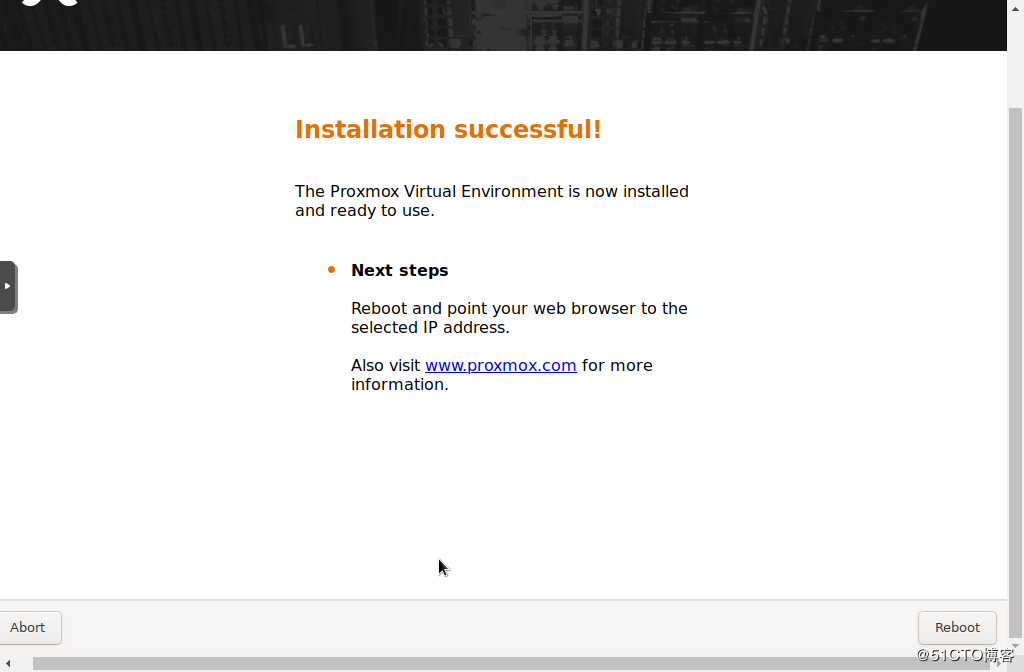 Installation successful!
The Proxmox Virtual Environment is now installed
and ready to use.
Next steps
Reboot and point your web browser to the
selected IP address.
Also visit www.proxmox.com for more
information.
Abort
Reboot
@51CTO博客